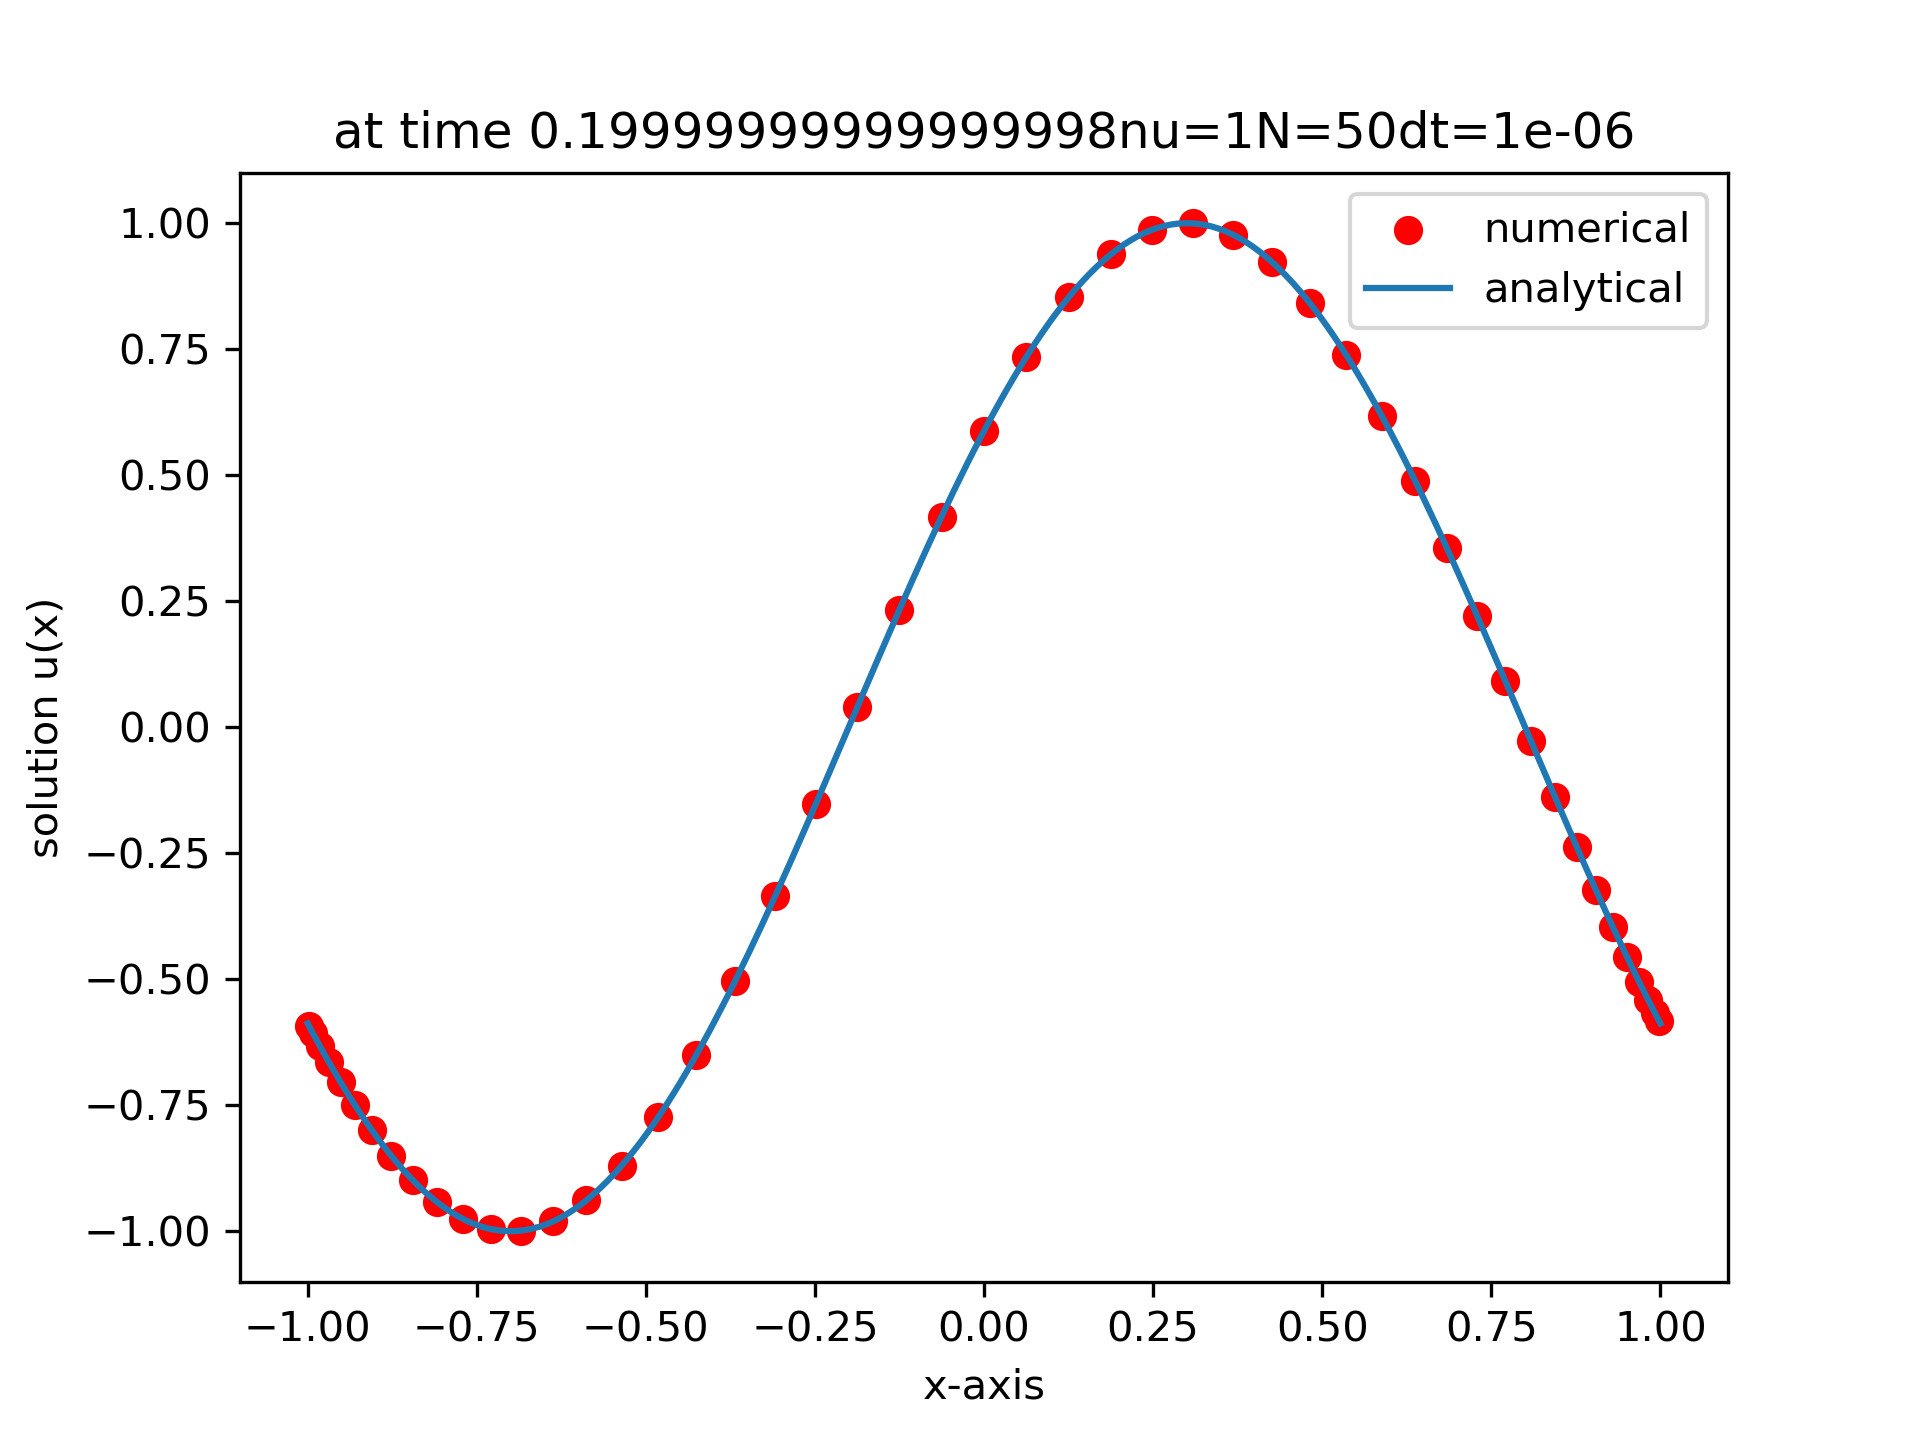 at time 0.19999999999999998nu=1N=50dt=1e-06
numerical
analytical
1.00
0.75
0.50
0.25
0.00
−0.25
−0.50
−0.75
−1.00
solution u(x)
−1.00 −0.75 −0.50 −0.25 0.00 0.25 0.50 0.75 1.00
x-axis